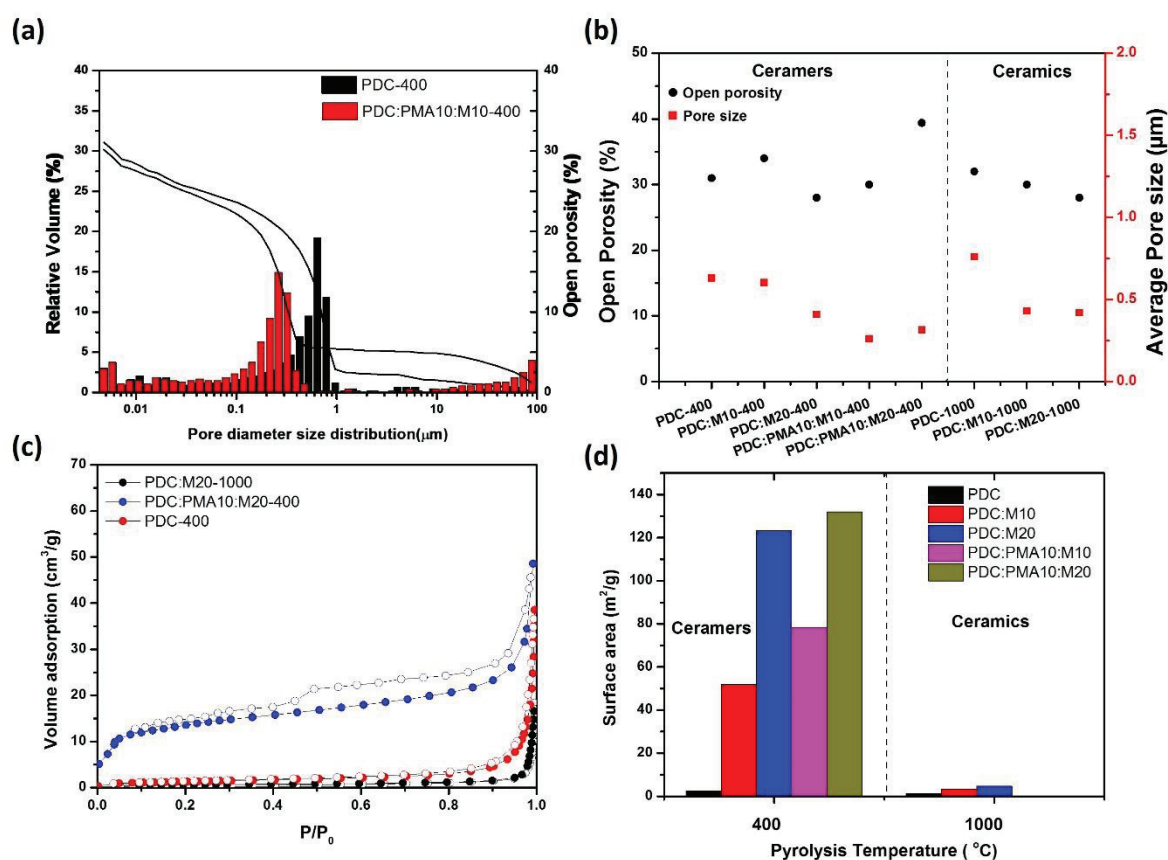 (a)
40
35
30
25
20
15
10
5
0
Relative Volume (%)
PDC-400
PDC:PMA10:M10-400
40
30
20
10
0
Open porosity (%)
0.01 0.1 1 10 100
Pore diameter size distribution(μm)
(b)
50
40
30
20
10
0
Open Porosity (%)
Ceramers
Ceramics
Open porosity
Pore size
2.0
1.5
1.0
0.5
0.0
Average Pore size (μm)
PDC-400
PDC:M10-400
PDC:M20-400
PDC:PMA10:M10-400
PDC:PMA10:M20-400
PDC-1000
PDC:M10-1000
PDC:M20-1000
(c)
70
60
50
40
30
20
10
0
Volume adsorption (cm³/g)
PDC:M20-1000
PDC:PMA10:M20-400
PDC-400
0.0 0.2 0.4 0.6 0.8 1.0
P/P₀
(d)
140
120
100
80
60
40
20
0
Surface area (m²/g)
PDC
PDC:M10
PDC:M20
PDC:PMA10:M10
PDC:PMA10:M20
Ceramers
Ceramics
400 1000
Pyrolysis Temperature ( °C)